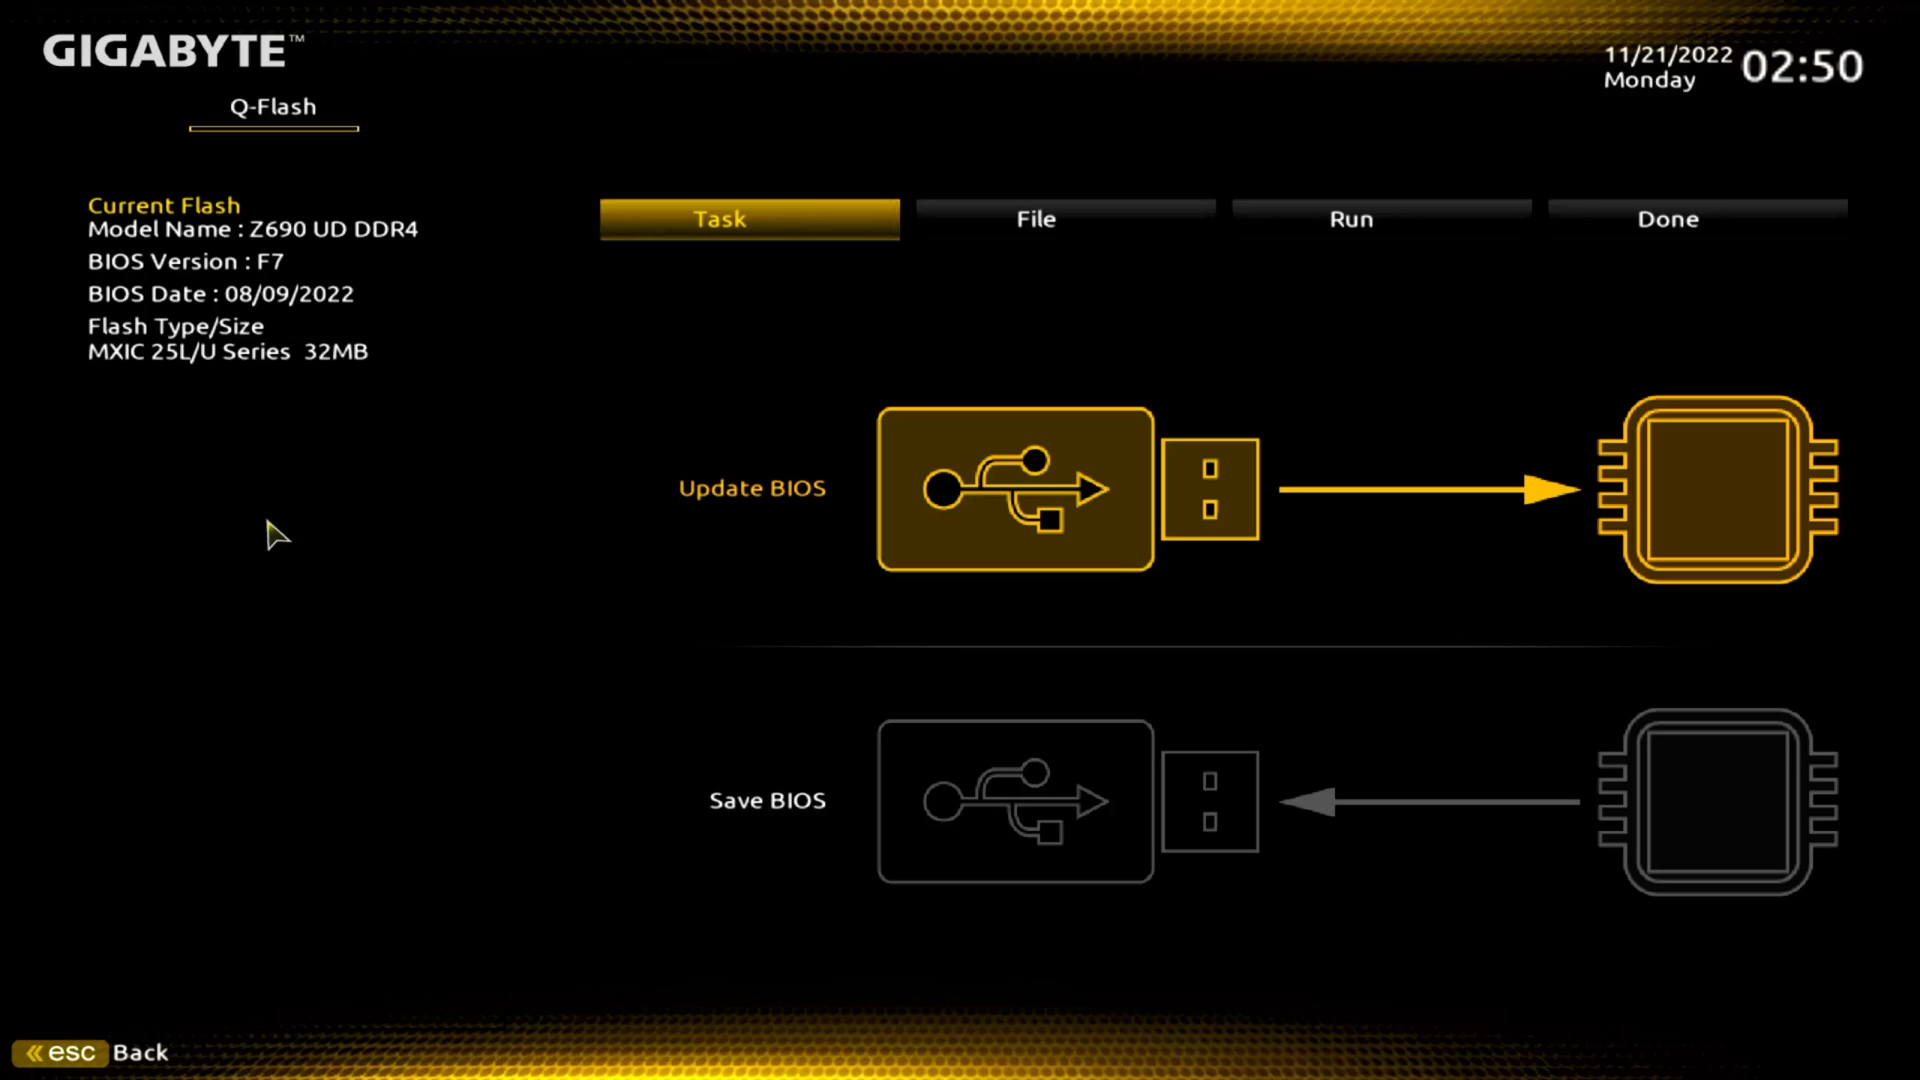 GIGABYTE™
11/21/2022
Monday
02:50
Q-Flash
Current Flash
Model Name : Z690 UD DDR4
BIOS Version : F7
BIOS Date : 08/09/2022
Flash Type/Size
MXIC 25L/U Series 32MB
Task
File
Run
Done
Update BIOS
Save BIOS
«esc Back